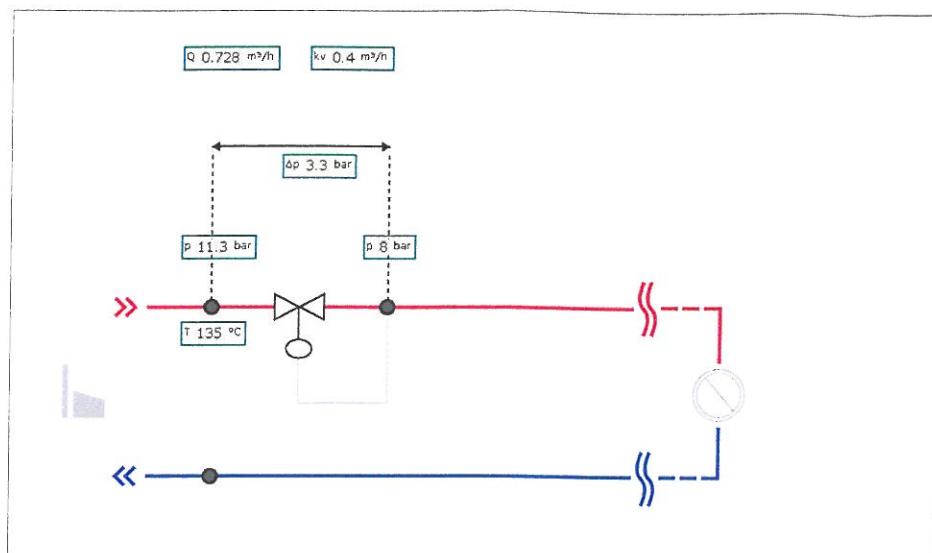 Q 0.728 m³/h
kv 0.4 m³/h
Δp 3.3 bar
p 11.3 bar
p 8 bar
T 135 °C